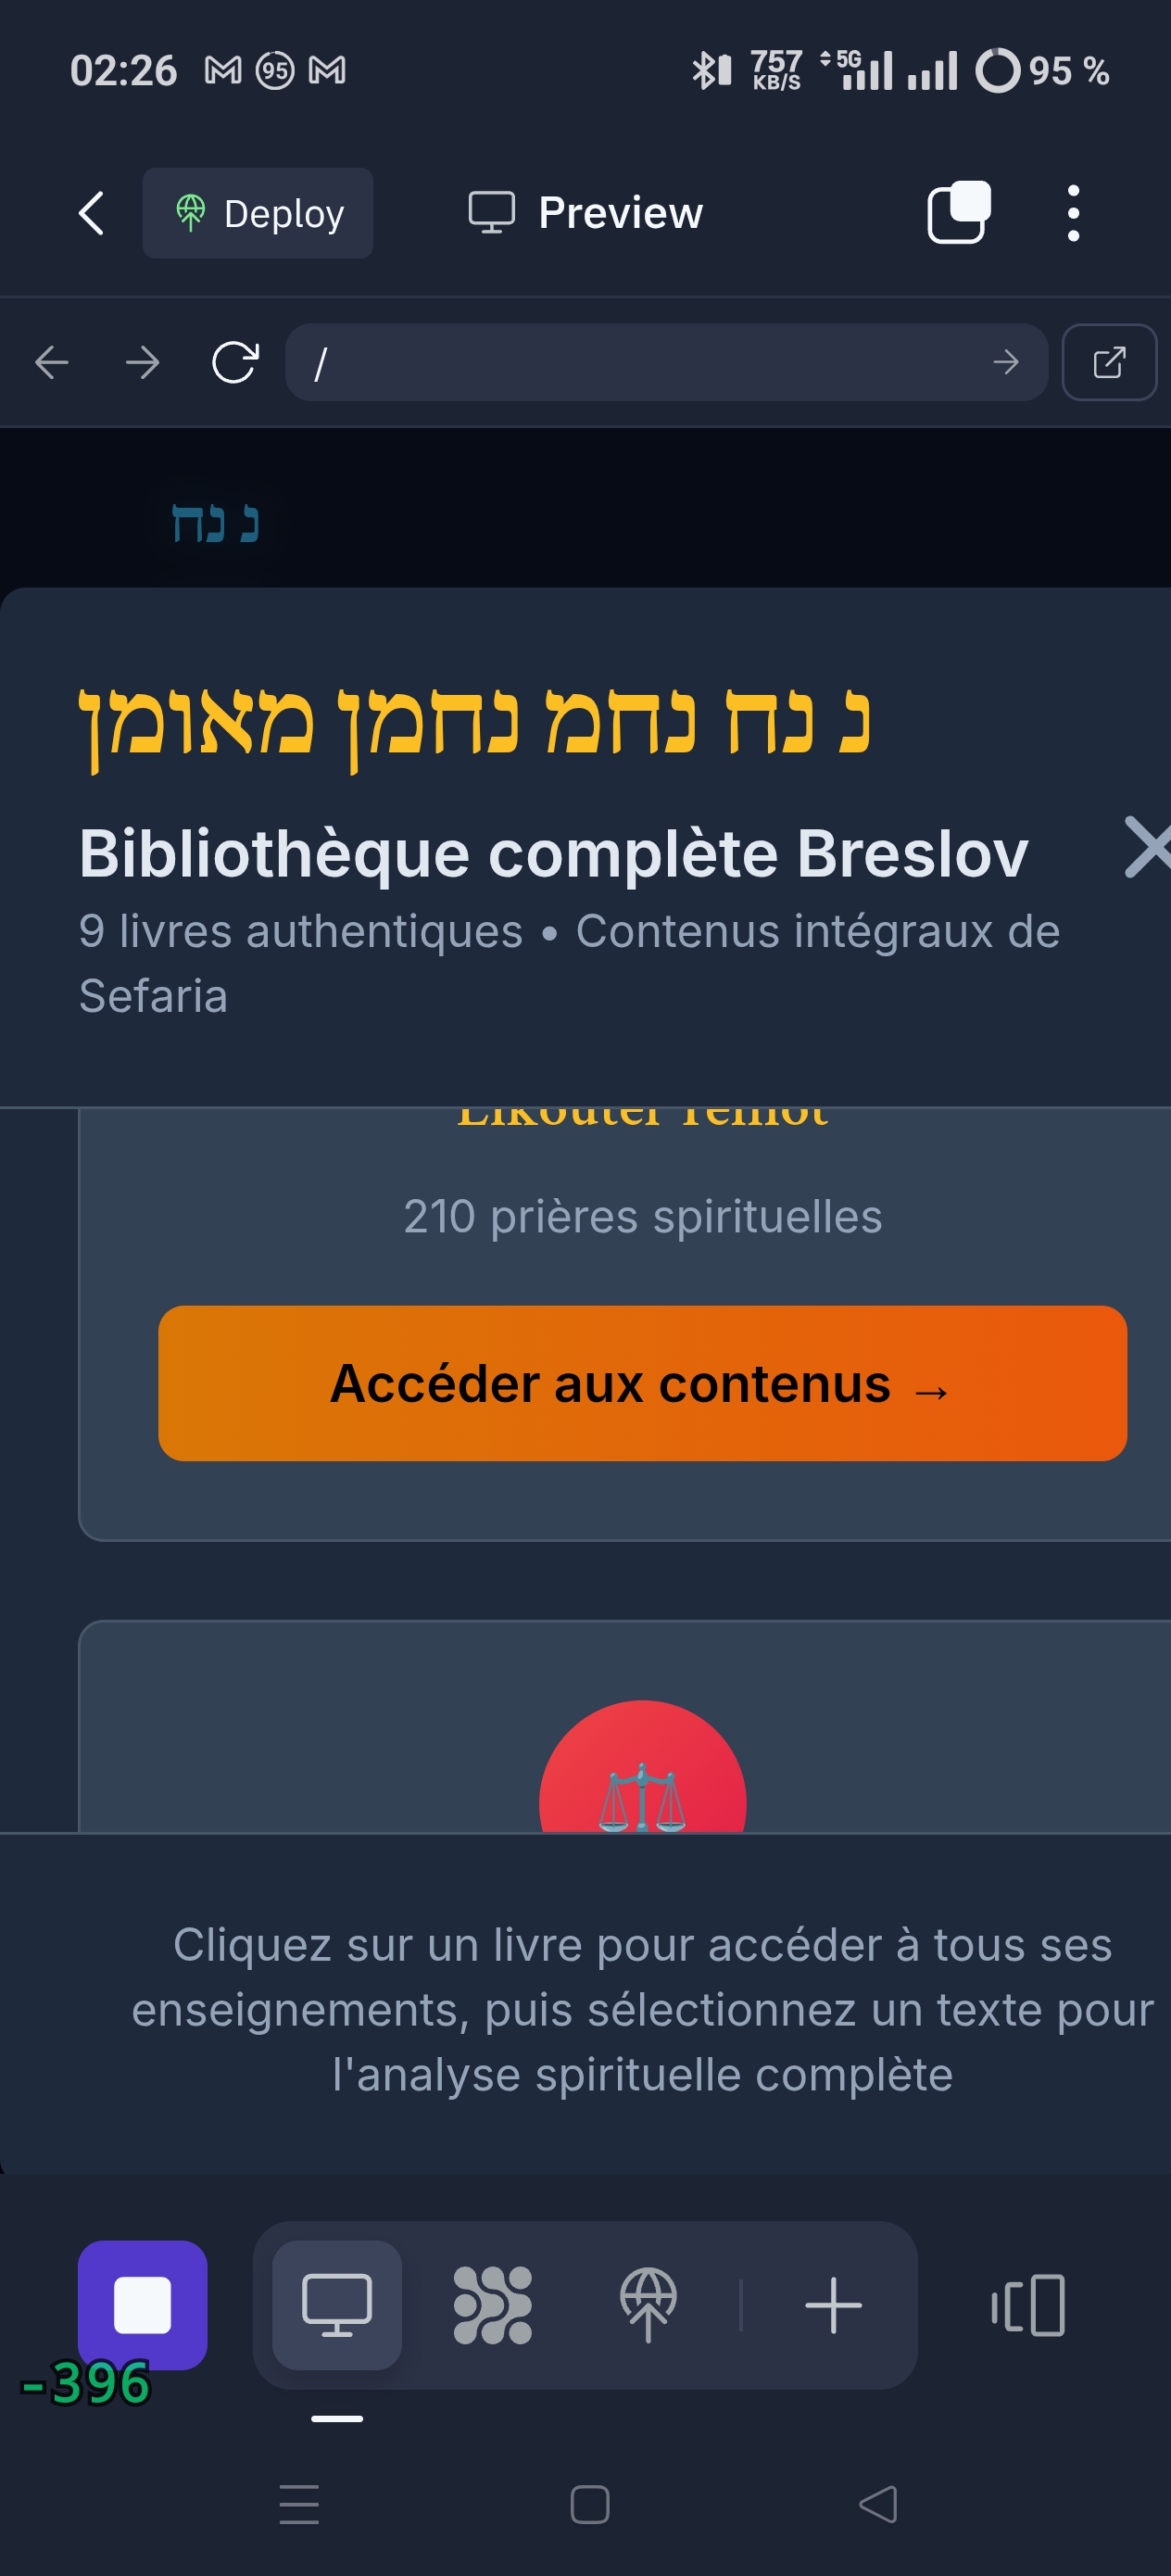 02:26 95 757 KB/S 5G 95 %
Deploy Preview
/
נ נח
נ נח נחמ נחמן מאומן
Bibliothèque complète Breslov
9 livres authentiques • Contenus intégraux de
Sefaria
210 prières spirituelles
Accéder aux contenus →
Cliquez sur un livre pour accéder à tous ses
enseignements, puis sélectionnez un texte pour
l'analyse spirituelle complète
-396